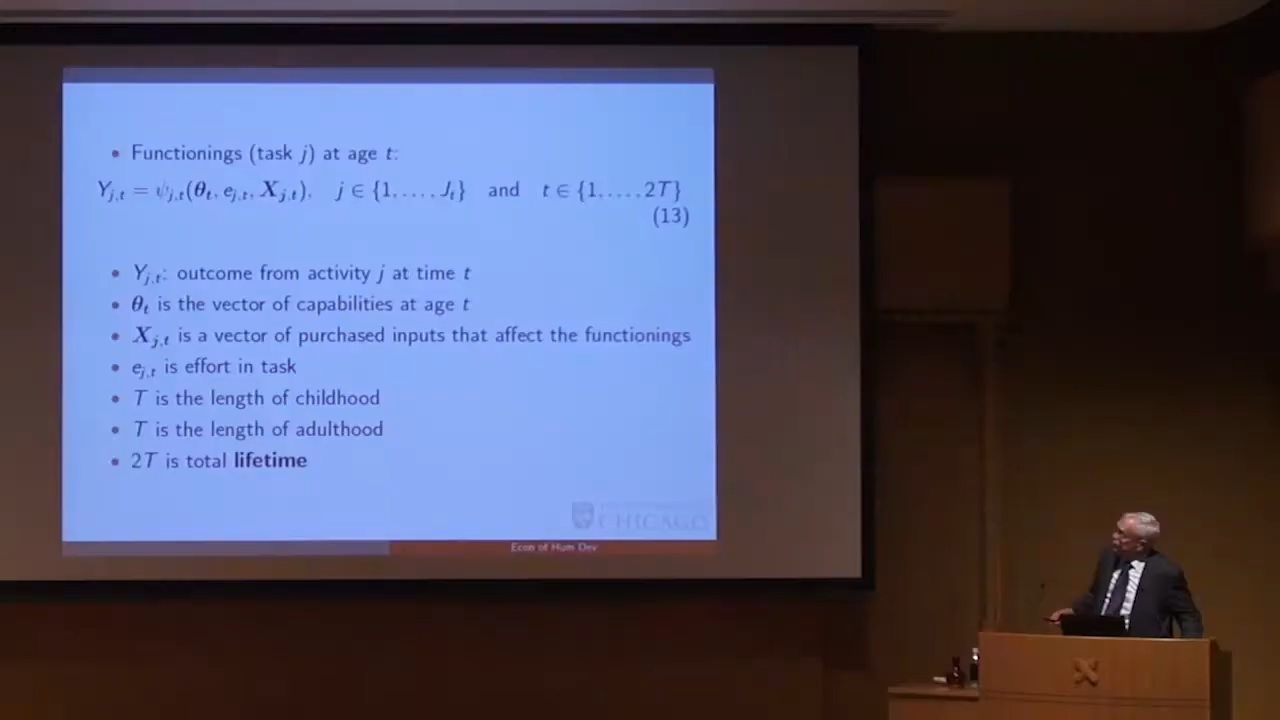 • Functionings (task j) at age t:
Y_{j,t} = ψ_{j,t}(θ_t, e_{j,t}, X_{j,t}), j ∈ {1, . . . , J_t} and t ∈ {1, . . . , 2T}
(13)
• Y_{j,t}: outcome from activity j at time t
• θ_t is the vector of capabilities at age t
• X_{j,t} is a vector of purchased inputs that affect the functionings
• e_{j,t} is effort in task
• T is the length of childhood
• T is the length of adulthood
• 2T is total lifetime
CHICAGO
Econ of Hum Dev